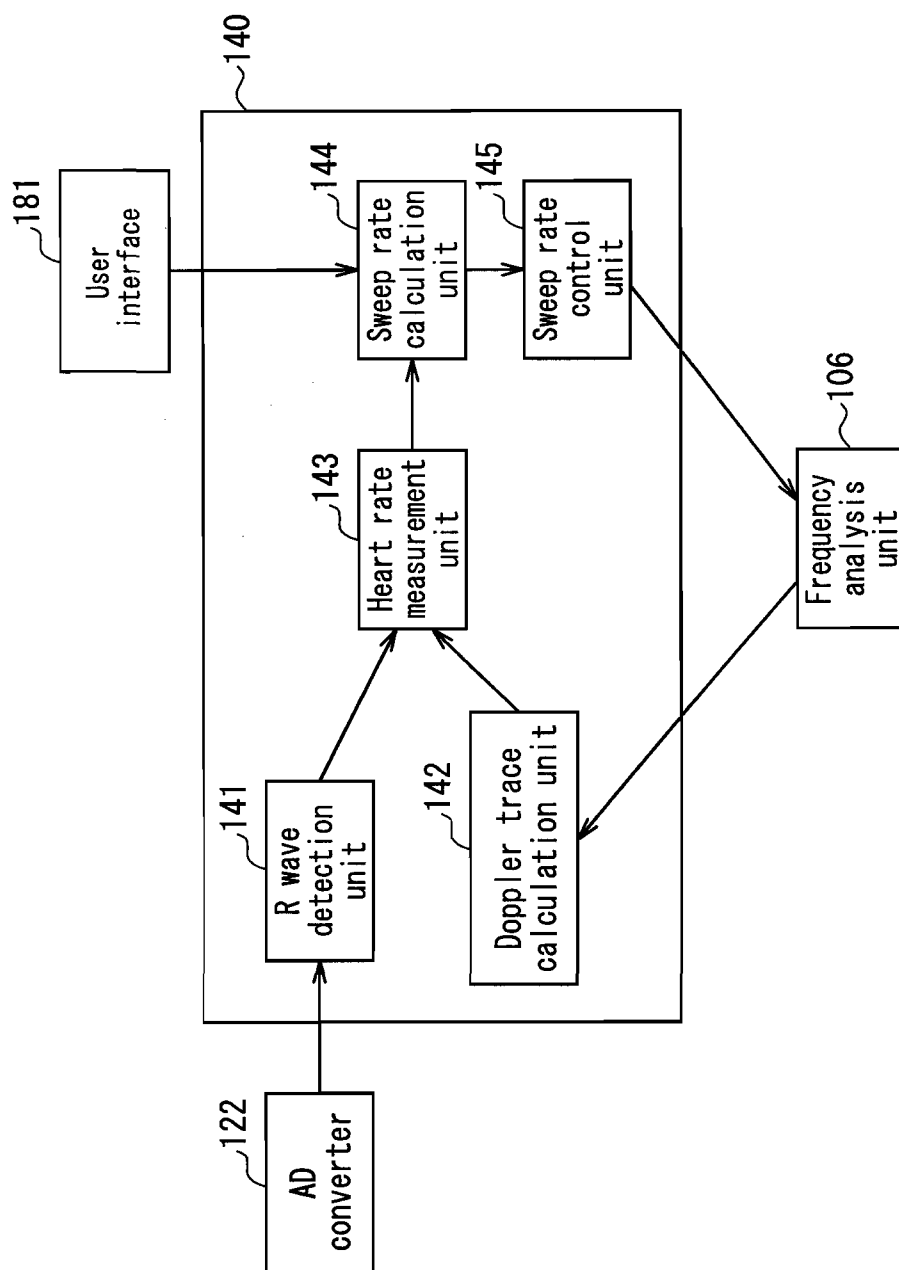 122
AD
converter
141
R wave
detection
unit
142
Doppler trace
calculation unit
143
Heart rate
measurement
unit
181
User
interface
140
144
Sweep rate
calculation
unit
145
Sweep rate
control
unit
106
Frequency
analysis
unit